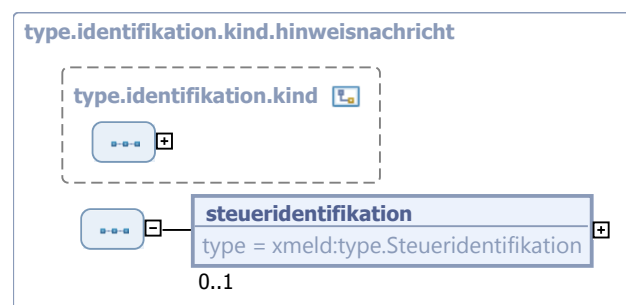 type.identifikation.kind.hinweisnachricht
type.identifikation.kind
steueridentifikation
type = xmeld:type.Steueridentifikation
0..1